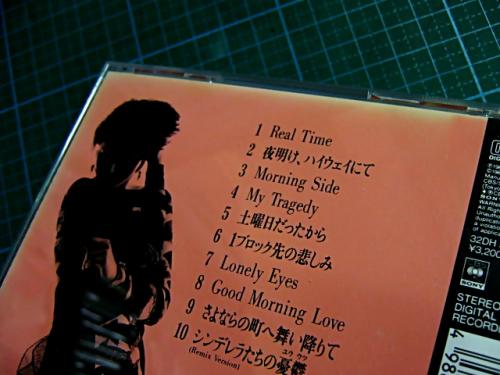 1 Real Time
2 夜明け、ハイウェイにて
3 Morning Side
4 My Tragedy
5 土曜日だったから
6 1ブロック先の悲しみ
7 Lonely Eyes
8 Good Morning Love
9 さよならの町へ舞い降りて
10 シンデレラたちの憂鬱
ユウウツ
(Remix Version)
32DH
¥3,200
SONY
STEREO
DIGITAL
RECORD
4 98